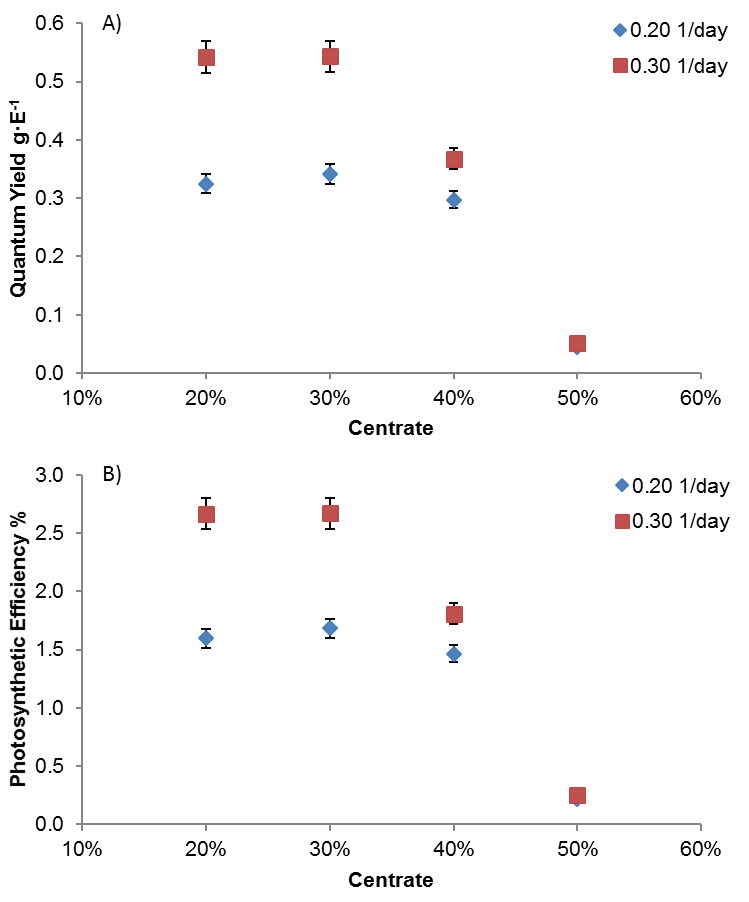 A)
0.20 1/day
0.30 1/day
Quantum Yield g·E-1
0.6
0.5
0.4
0.3
0.2
0.1
0.0
10% 20% 30% 40% 50% 60%
Centrate
B)
0.20 1/day
0.30 1/day
Photosynthetic Efficiency %
3.0
2.5
2.0
1.5
1.0
0.5
0.0
10% 20% 30% 40% 50% 60%
Centrate